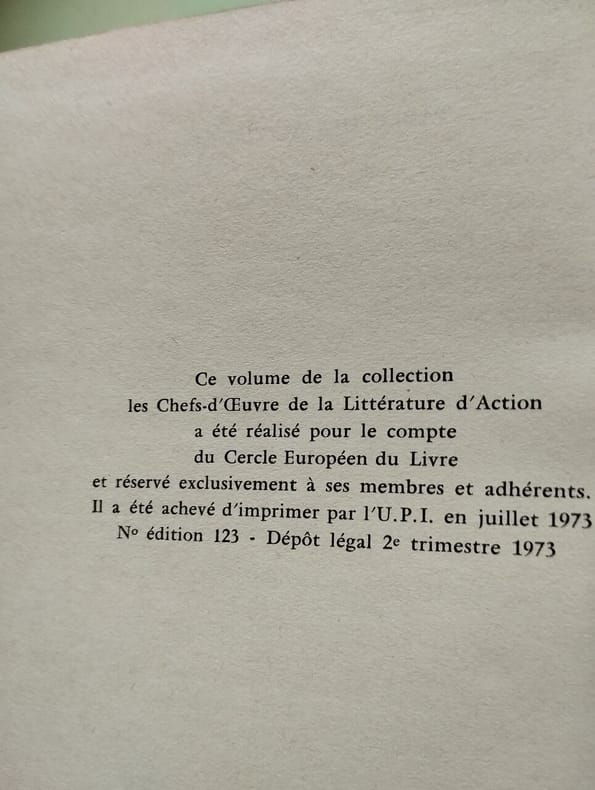 Ce volume de la collection
les Chefs-d'Œuvre de la Littérature d'Action
a été réalisé pour le compte
du Cercle Européen du Livre
et réservé exclusivement à ses membres et adhérents.
Il a été achevé d'imprimer par l'U.P.I. en juillet 1973
Nº édition 123 - Dépôt légal 2e trimestre 1973